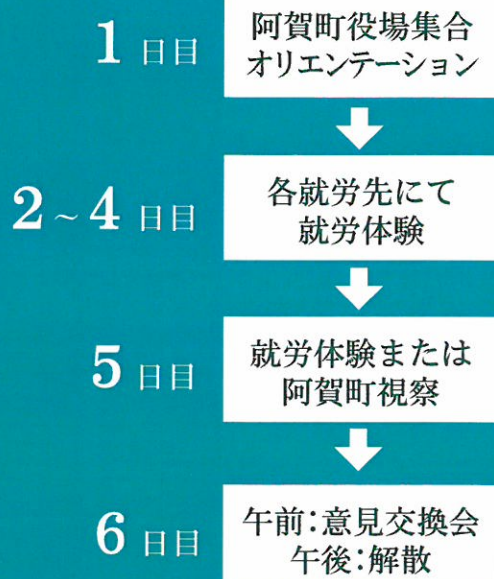 1 日目
阿賀町役場集合
オリエンテーション
2~4 日目
各就労先にて
就労体験
5 日目
就労体験または
阿賀町視察
6 日目
午前:意見交換会
午後:解散